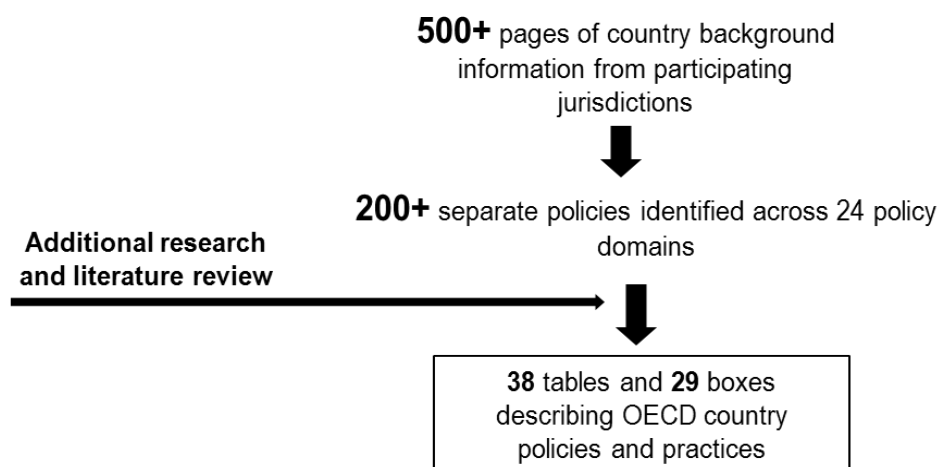 500+ pages of country background
information from participating
jurisdictions
200+ separate policies identified across 24 policy
domains
Additional research
and literature review
38 tables and 29 boxes
describing OECD country
policies and practices